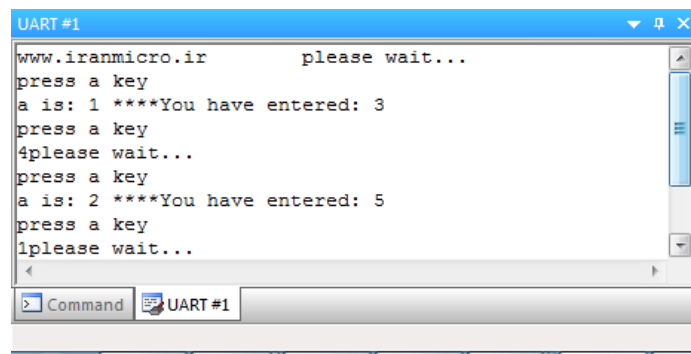 UART #1
www.iranmicro.ir please wait...
press a key
a is: 1 ****You have entered: 3
press a key
4please wait...
press a key
a is: 2 ****You have entered: 5
press a key
1please wait...
Command UART #1